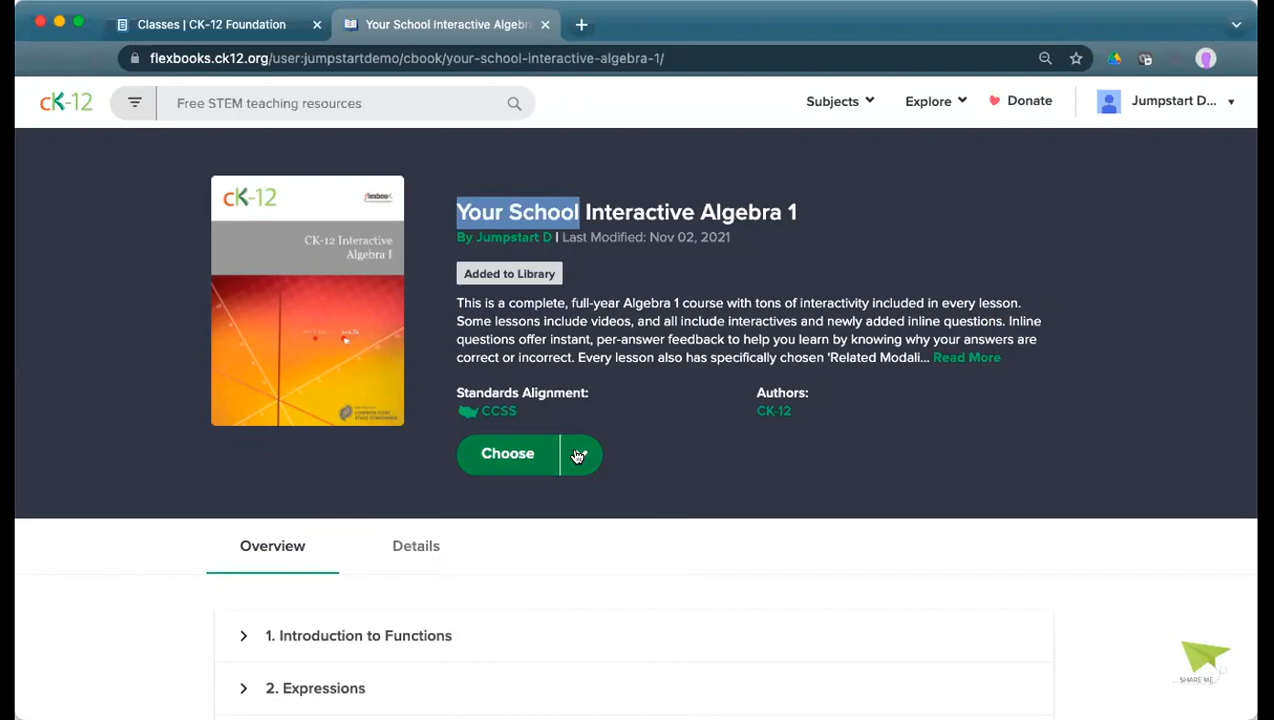 Classes | CK-12 Foundation
Your School Interactive Algebr
flexbooks.ck12.org/user:jumpstartdemo/cbook/your-school-interactive-algebra-1/
cK-12
Free STEM teaching resources
Subjects
Explore
Donate
Jumpstart D...
cK-12
flexbook
CK-12 Interactive
Algebra I
Your School Interactive Algebra 1
By Jumpstart D | Last Modified: Nov 02, 2021
Added to Library
This is a complete, full-year Algebra 1 course with tons of interactivity included in every lesson.
Some lessons include videos, and all include interactives and newly added inline questions. Inline
questions offer instant, per-answer feedback to help you learn by knowing why your answers are
correct or incorrect. Every lesson also has specifically chosen 'Related Modali... Read More
Standards Alignment:
CCSS
Authors:
CK-12
Choose
Overview
Details
1. Introduction to Functions
2. Expressions
SHARE ME